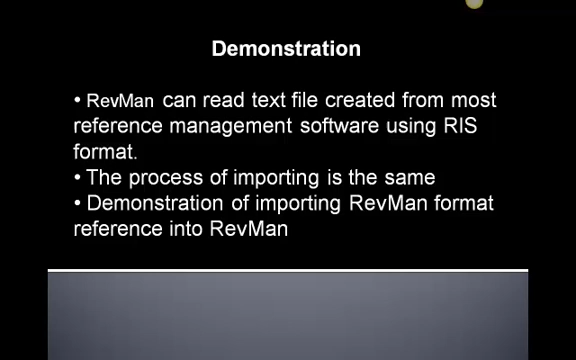 Demonstration
• RevMan can read text file created from most
reference management software using RIS
format.
• The process of importing is the same
• Demonstration of importing RevMan format
reference into RevMan